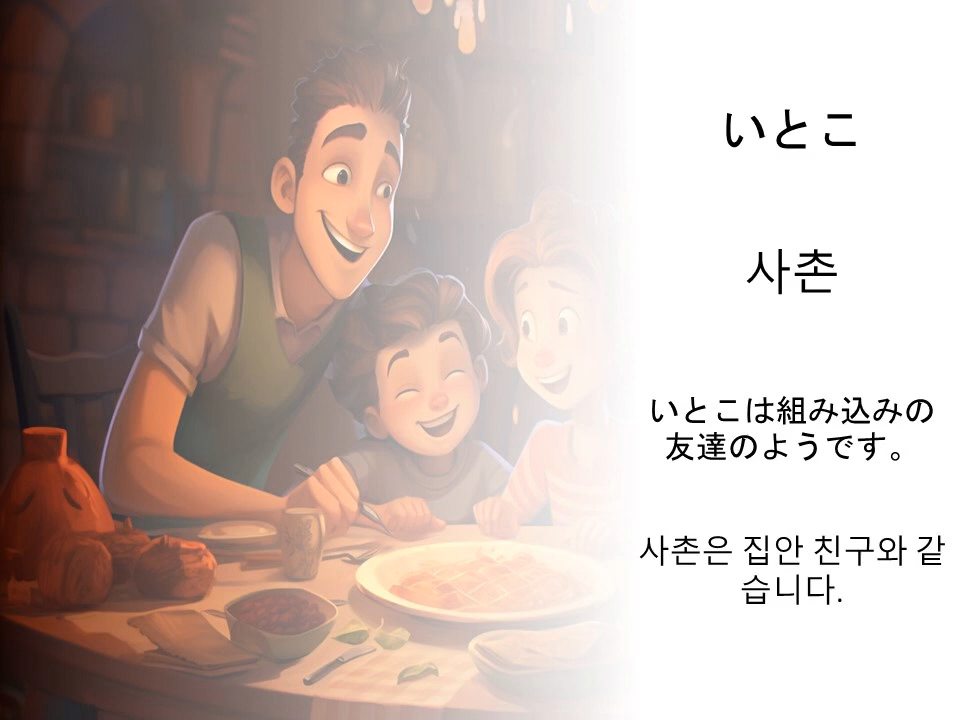 いとこ
사촌
いとこは組み込みの
友達のようです。
사촌은 집안 친구와 같
습니다.